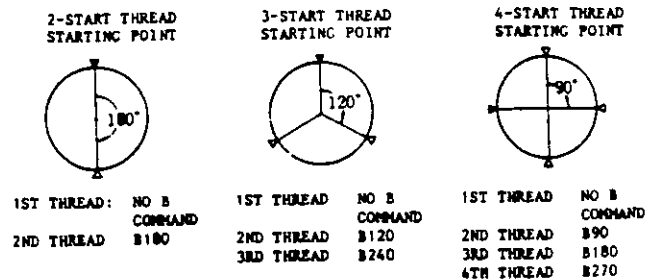 2-START THREAD
STARTING POINT
180°
1ST THREAD: NO B
COMMAND
2ND THREAD B180
3-START THREAD
STARTING POINT
120°
1ST THREAD NO B
COMMAND
2ND THREAD B120
3RD THREAD B240
4-START THREAD
STARTING POINT
90°
1ST THREAD NO B
COMMAND
2ND THREAD B90
3RD THREAD B180
4TH THREAD B270